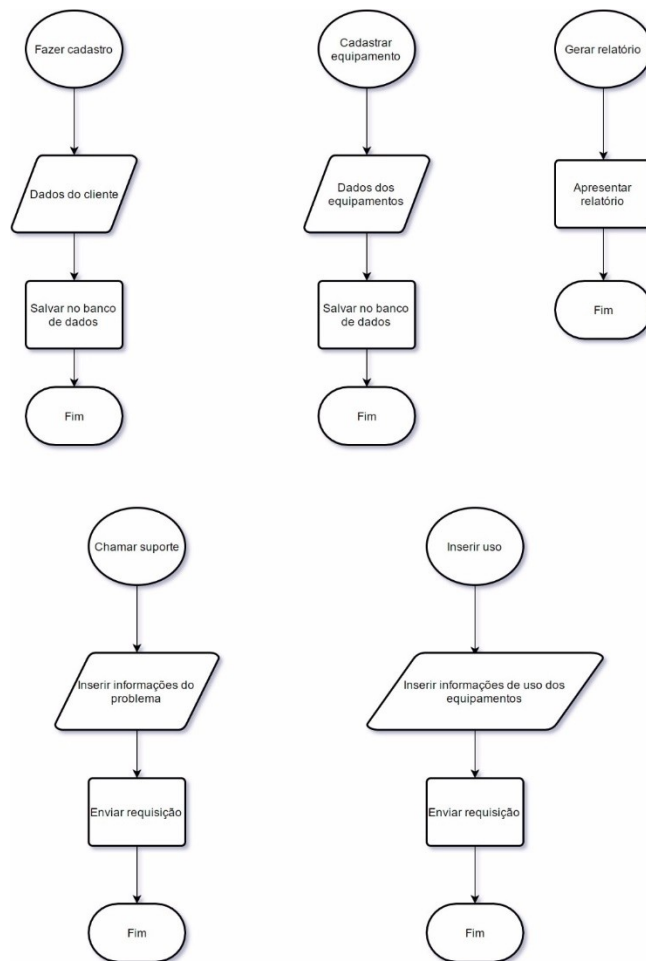 Fazer cadastro
Dados do cliente
Salvar no banco
de dados
Fim
Cadastrar
equipamento
Dados dos
equipamentos
Salvar no banco
de dados
Fim
Gerar relatório
Apresentar
relatório
Fim
Chamar suporte
Inserir informações do
problema
Enviar requisição
Fim
Inserir uso
Inserir informações de uso dos
equipamentos
Enviar requisição
Fim